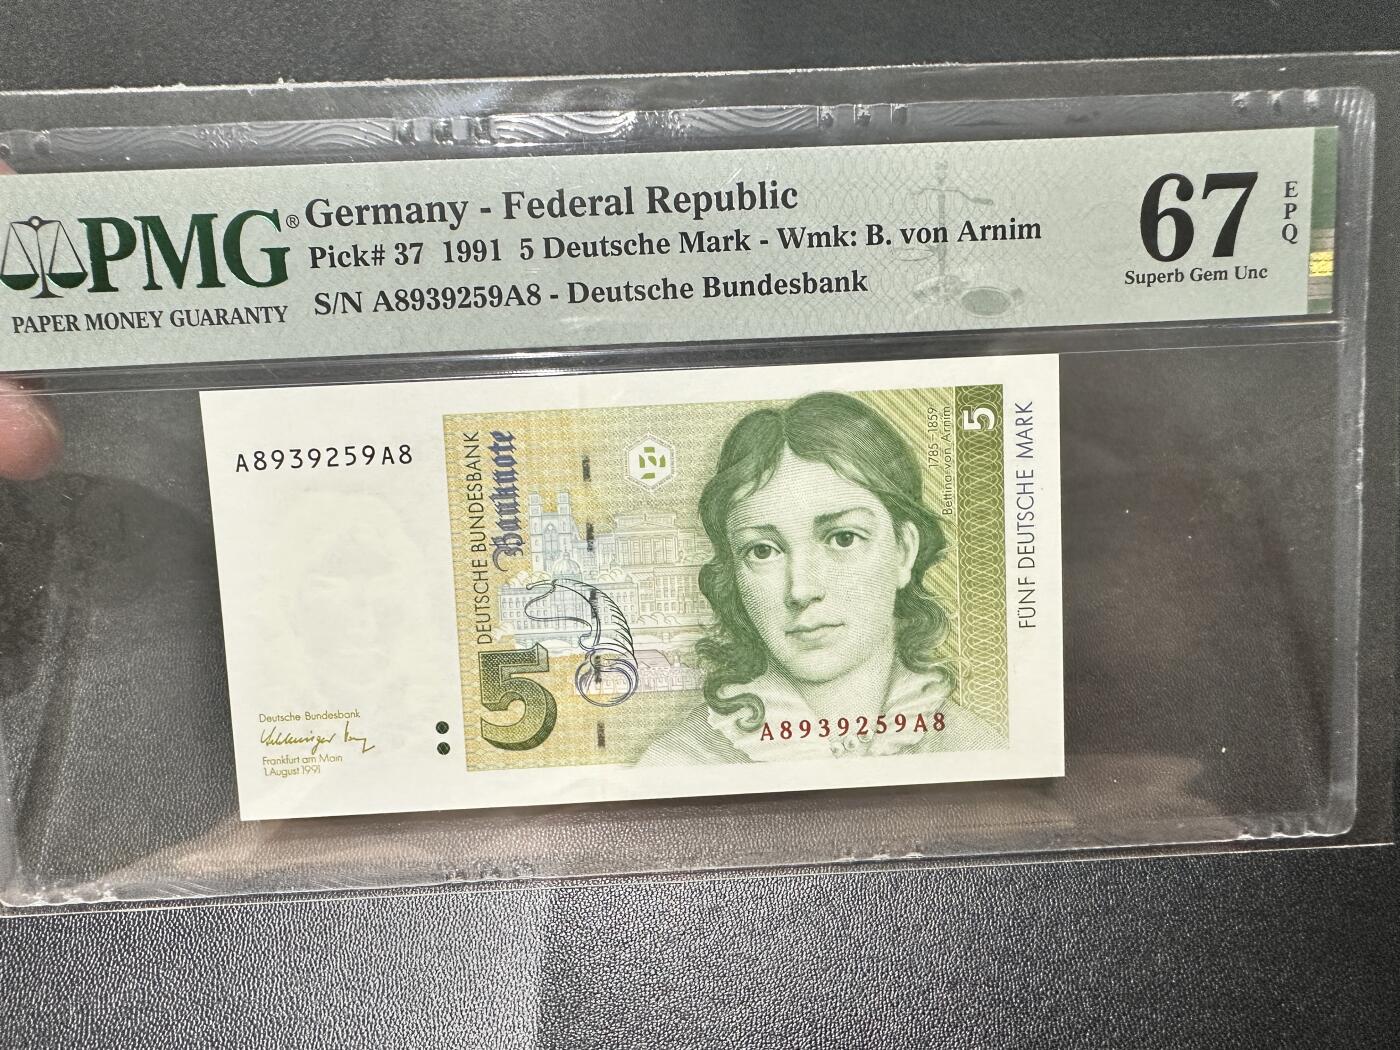 PMG®
PAPER MONEY GUARANTY
Germany - Federal Republic
Pick# 37 1991 5 Deutsche Mark - Wmk: B. von Arnim
S/N A8939259A8 - Deutsche Bundesbank
67
EPQ
Superb Gem Unc
A8939259A8
DEUTSCHE BUNDESBANK
Banknote
5
1785-1859
Bettina von Arnim
5
FÜNF DEUTSCHE MARK
A8939259A8
Deutsche Bundesbank
Frankfurt am Main
1. August 1991